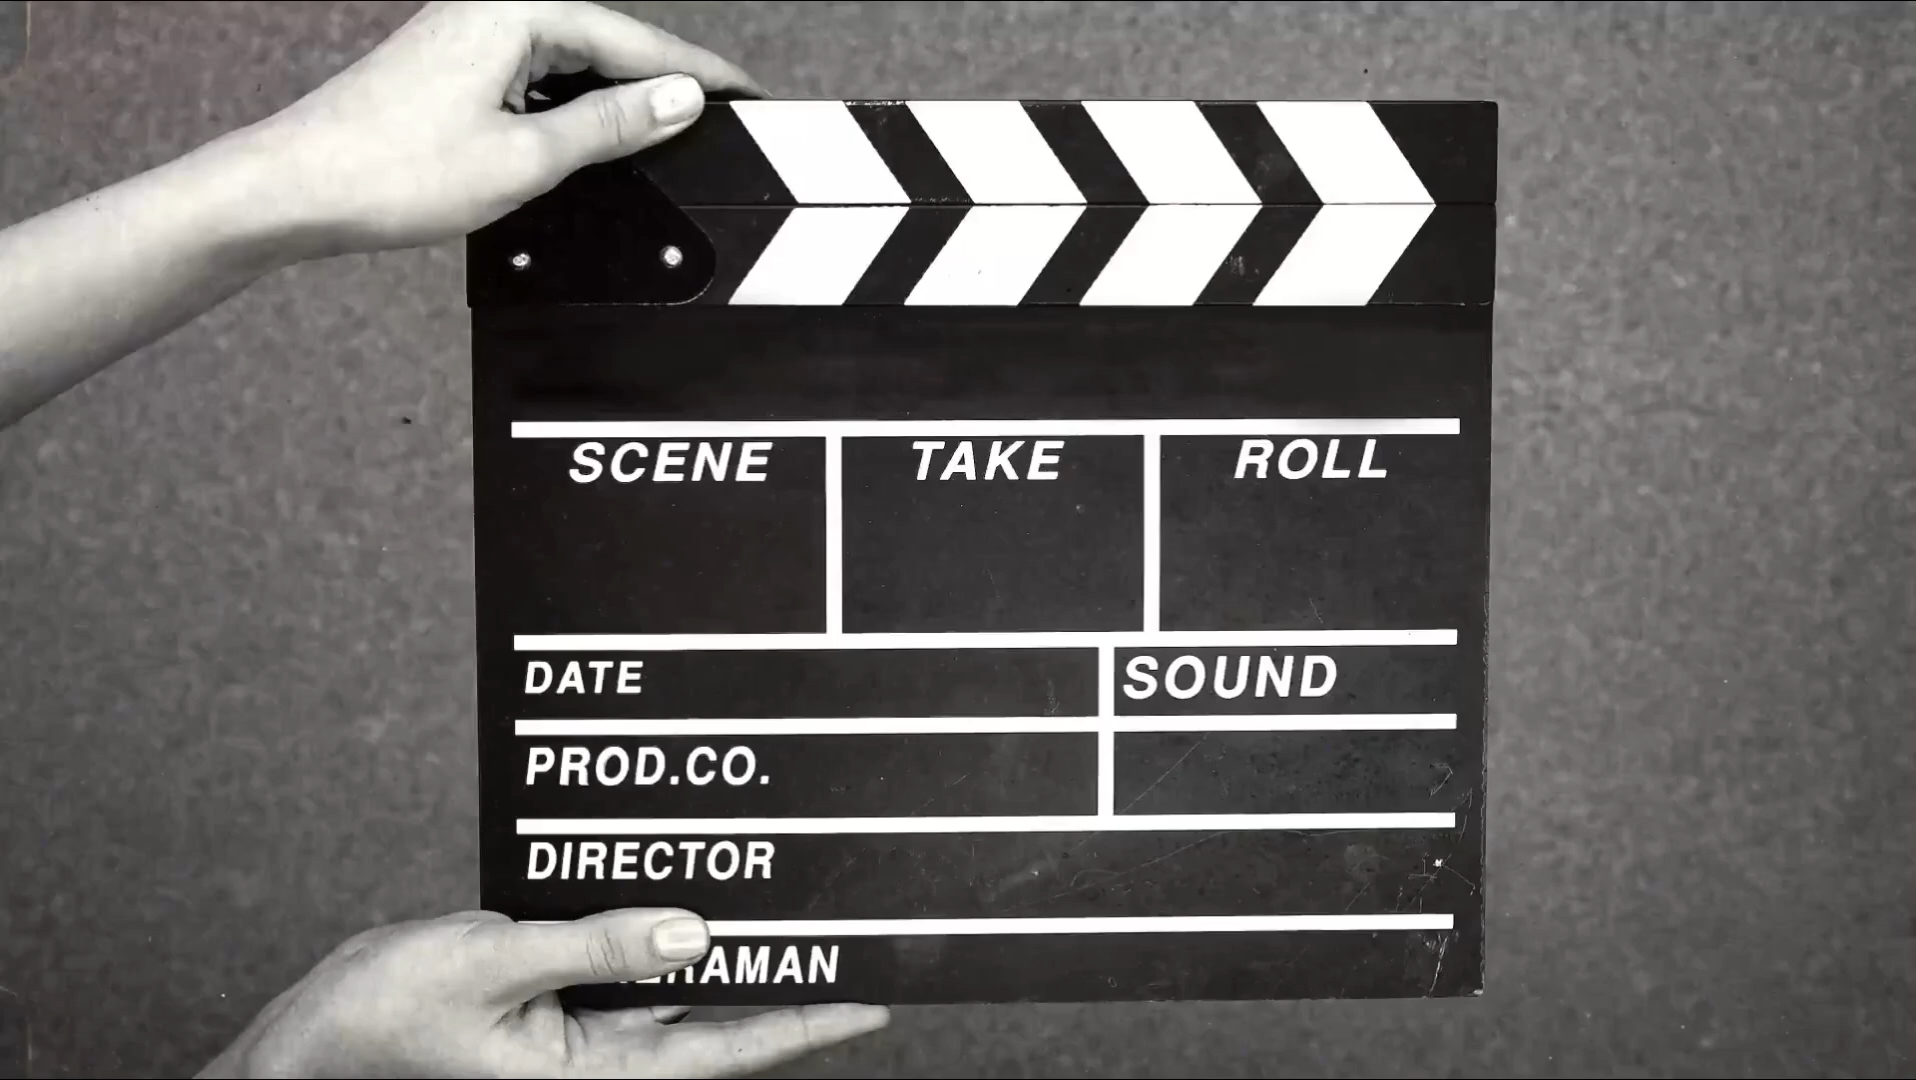 SCENE TAKE ROLL
DATE SOUND
PROD.CO.
DIRECTOR